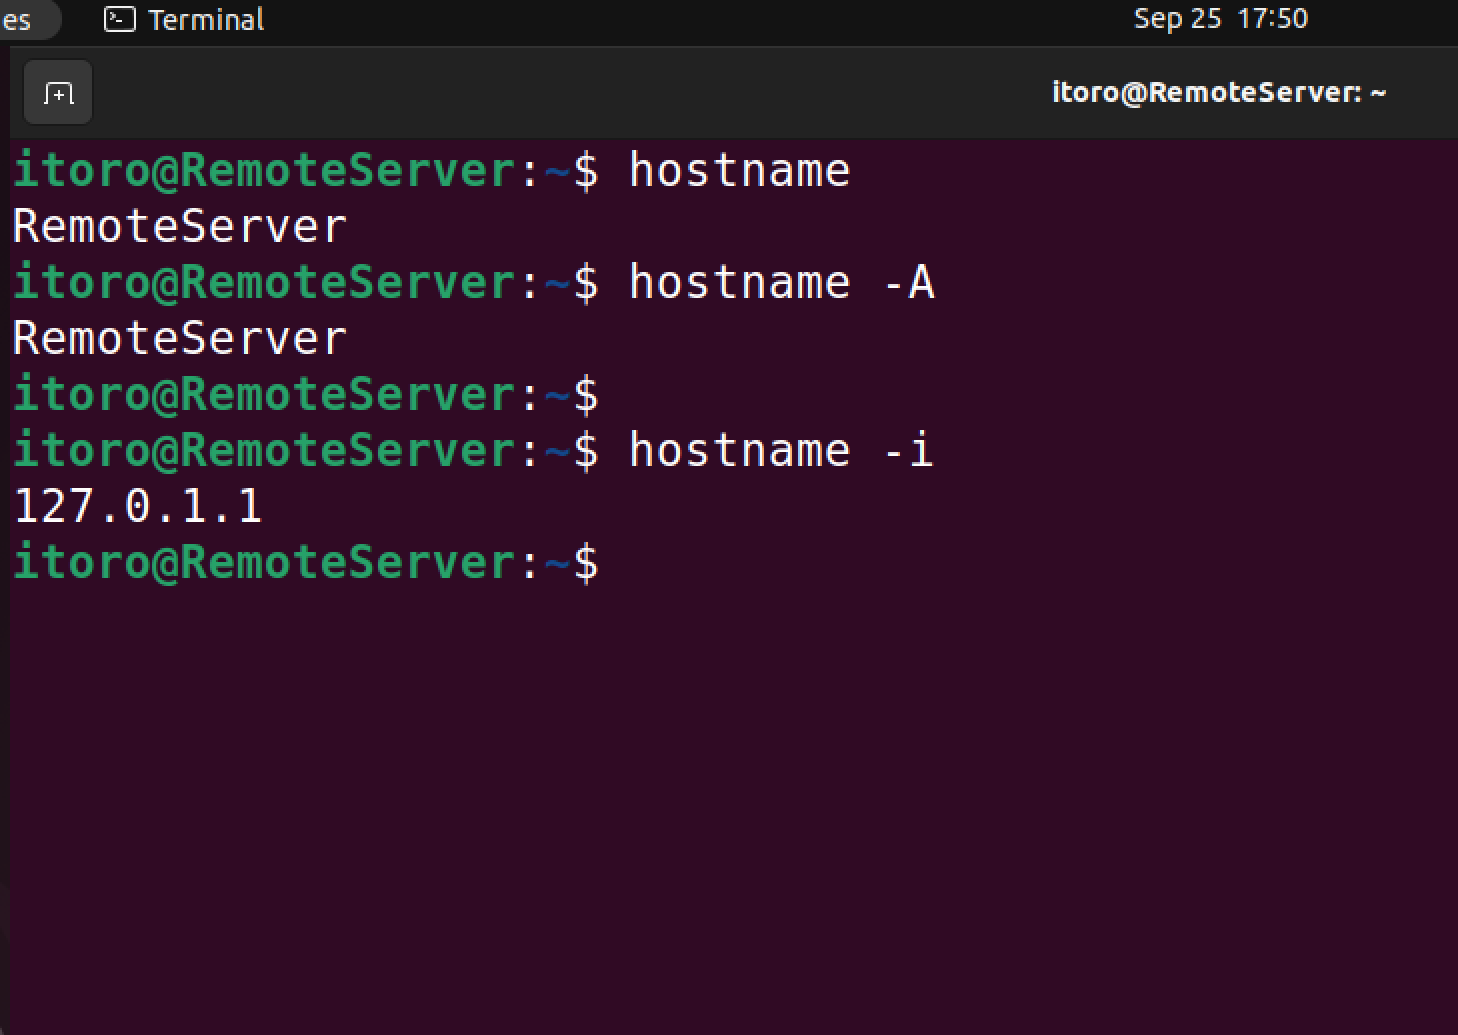 es
Terminal
Sep 25 17:50
itoro@RemoteServer: ~
itoro@RemoteServer:~$ hostname
RemoteServer
itoro@RemoteServer:~$ hostname -A
RemoteServer
itoro@RemoteServer:~$
itoro@RemoteServer:~$ hostname -i
127.0.1.1
itoro@RemoteServer:~$